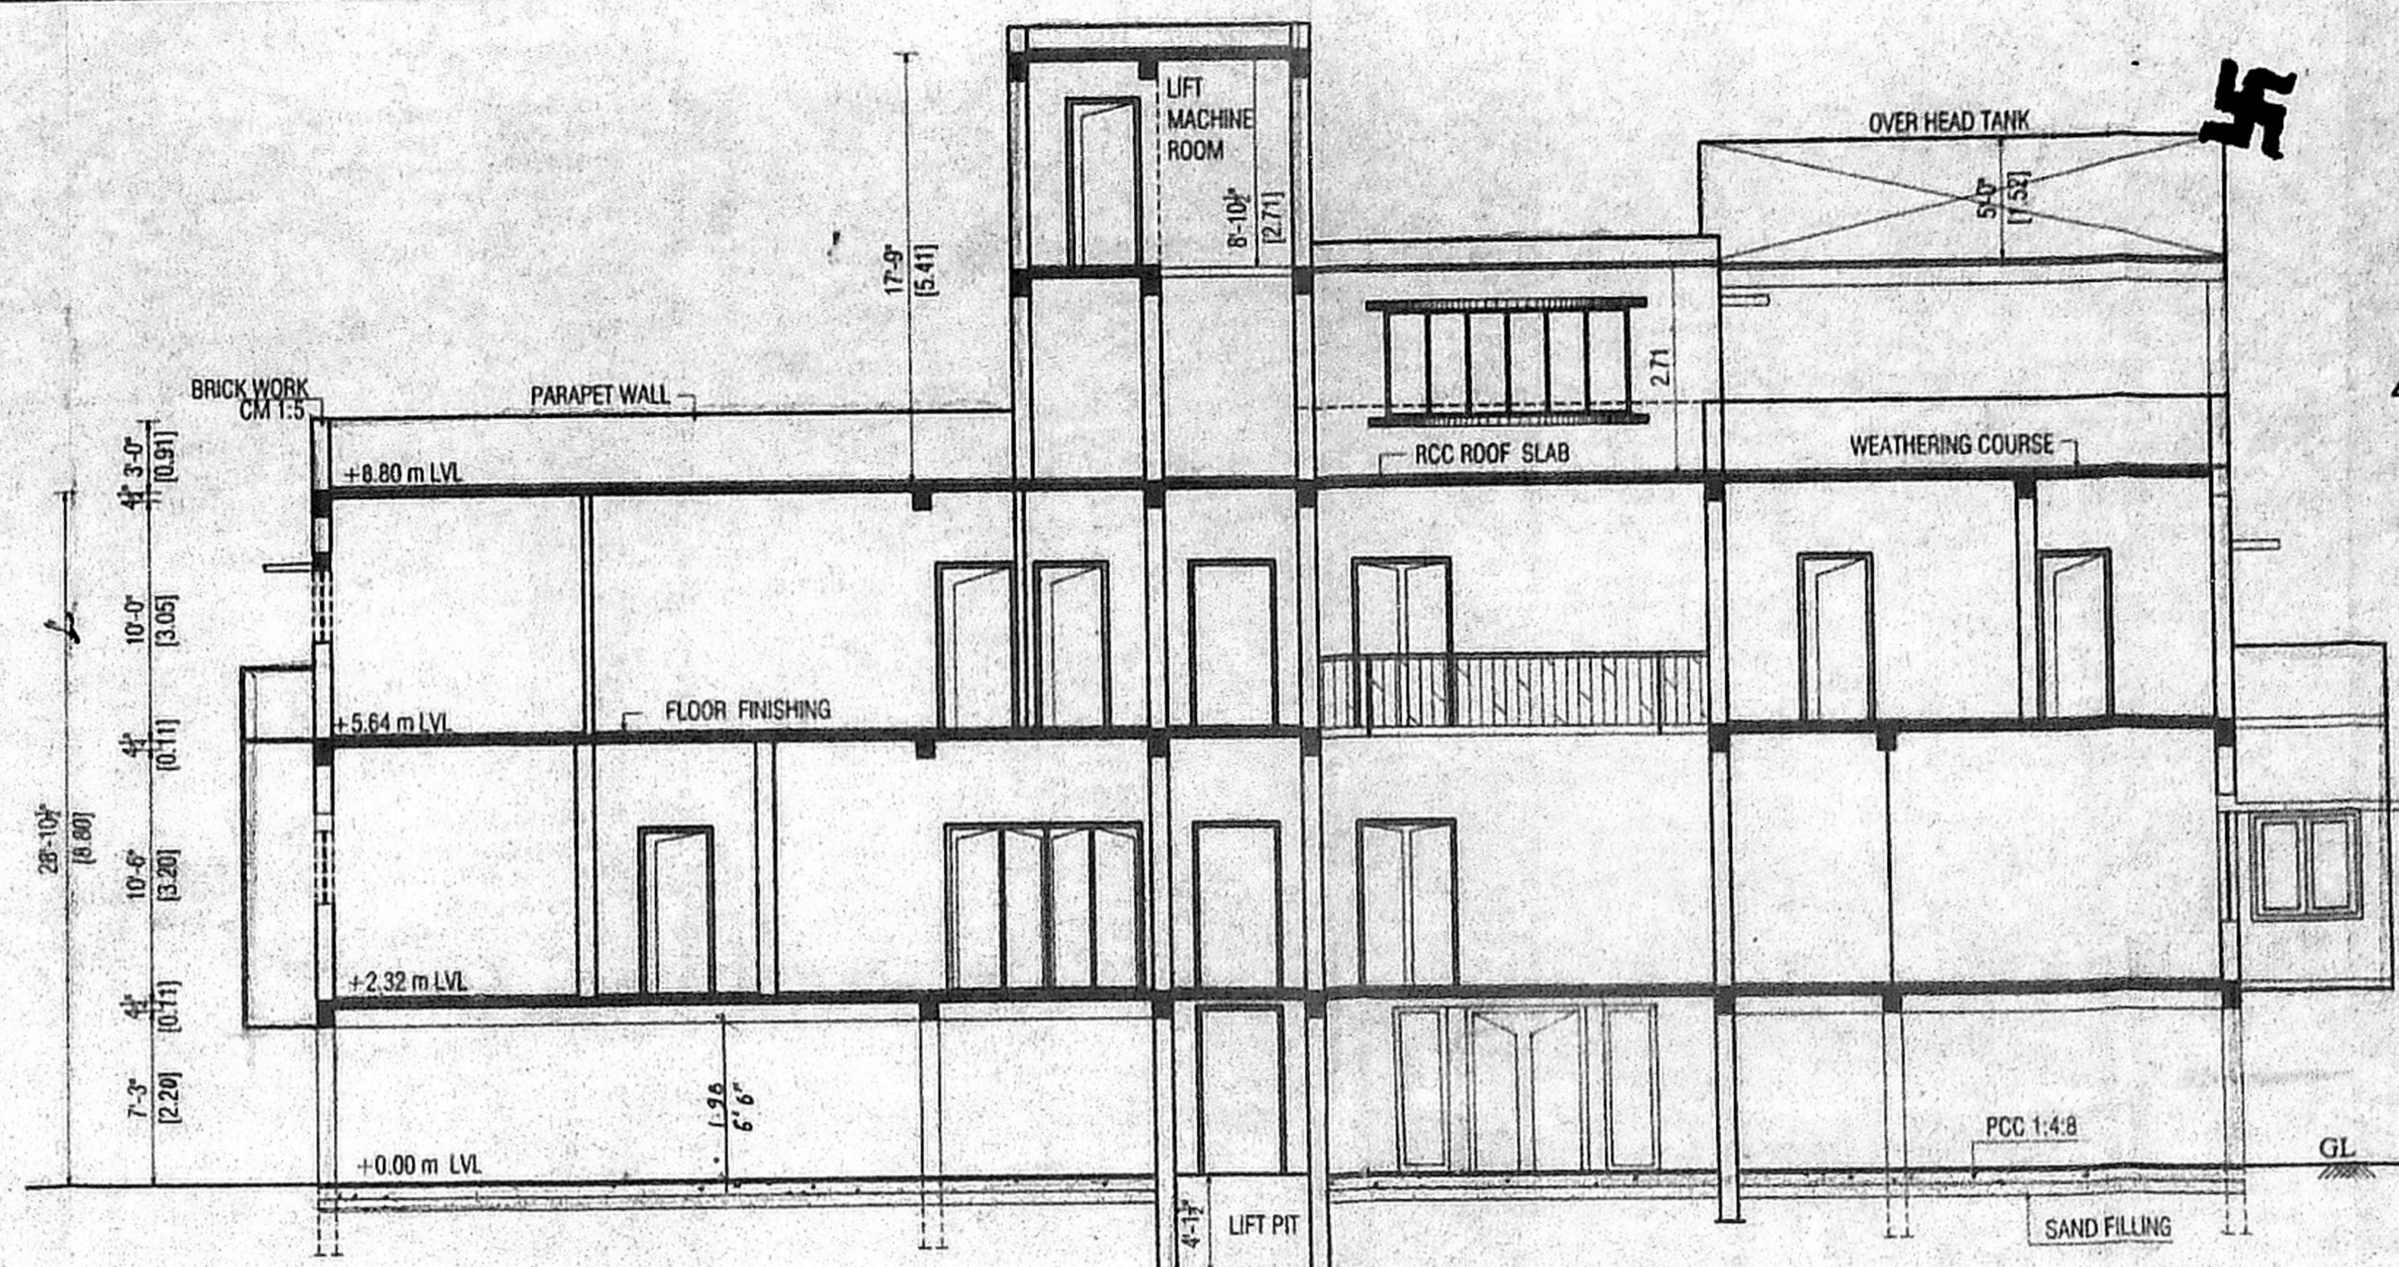 LIFT
MACHINE
ROOM
8'-10½"
[2.71]
17'-9"
[5.41]
OVER HEAD TANK
5'-0"
[1.52]
2.71
BRICK WORK
CM 1:5
PARAPET WALL
RCC ROOF SLAB
WEATHERING COURSE
3'-0"
[0.91]
+8.80 m LVL
4½"
10'-0"
[3.05]
FLOOR FINISHING
+5.64 m LVL
4½"
[0.11]
28'-10½"
[8.80]
10'-6"
[3.20]
+2.32 m LVL
4½"
[0.11]
7'-3"
[2.20]
1.98
6'6"
+0.00 m LVL
PCC 1:4:8
GL
4'-1½"
LIFT PIT
SAND FILLING